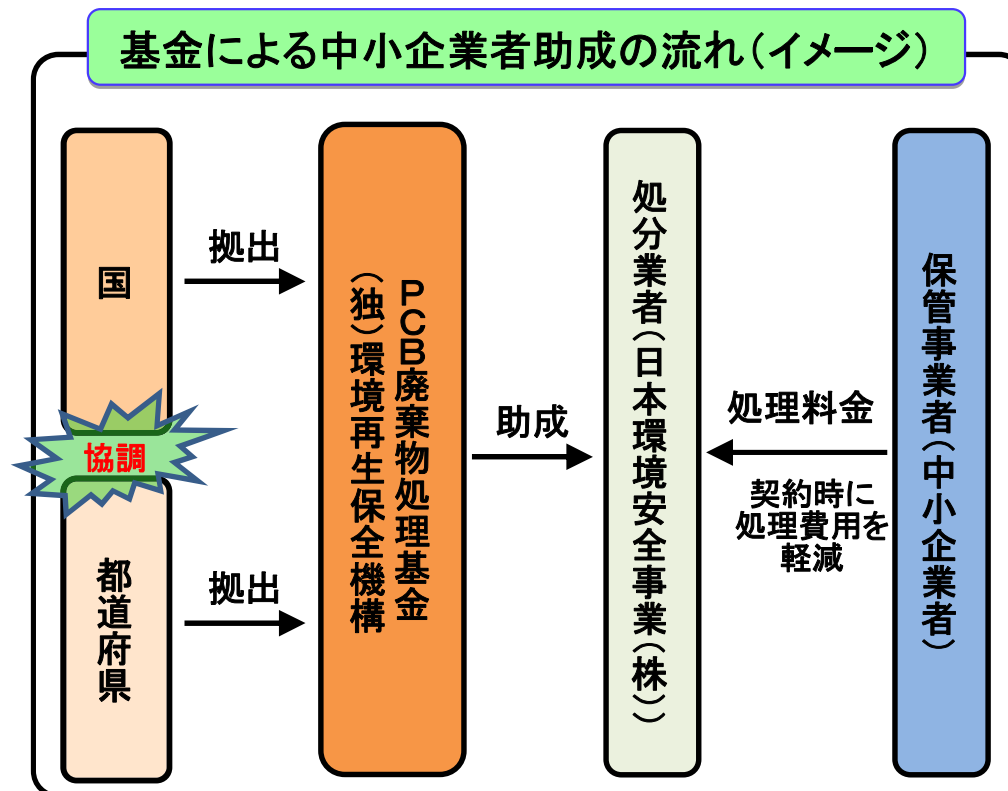 基金による中小企業者助成の流れ（イメージ）
国
協調
都道府県
拠出
拠出
ＰＣＢ廃棄物処理基金
（独）環境再生保全機構
助成
処分業者（日本環境安全事業（株））
処理料金
契約時に
処理費用を
軽減
保管事業者（中小企業者）